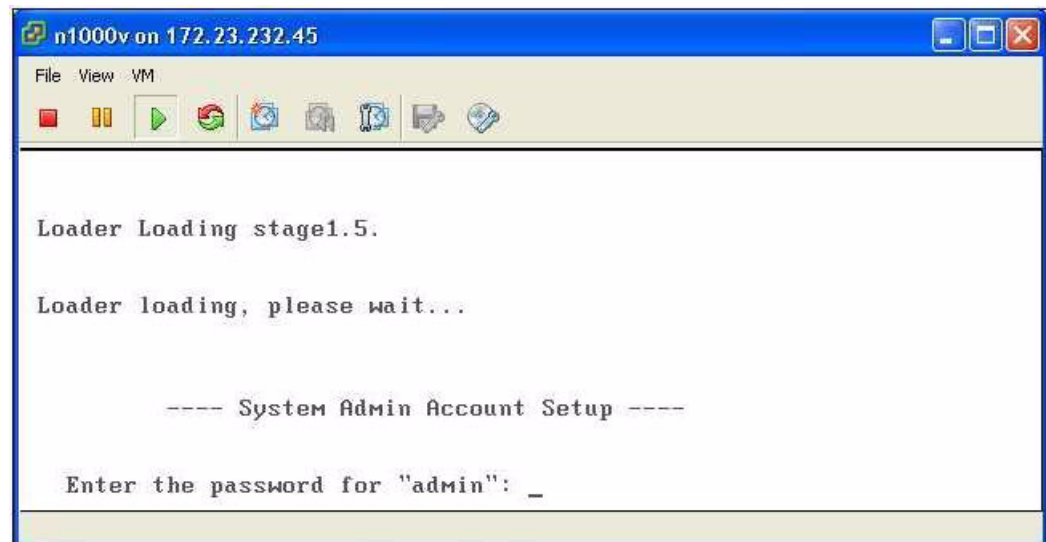 n1000v on 172.23.232.45
File View VM
Loader Loading stage1.5.
Loader loading, please wait...
---- System Admin Account Setup ----
Enter the password for "admin": _